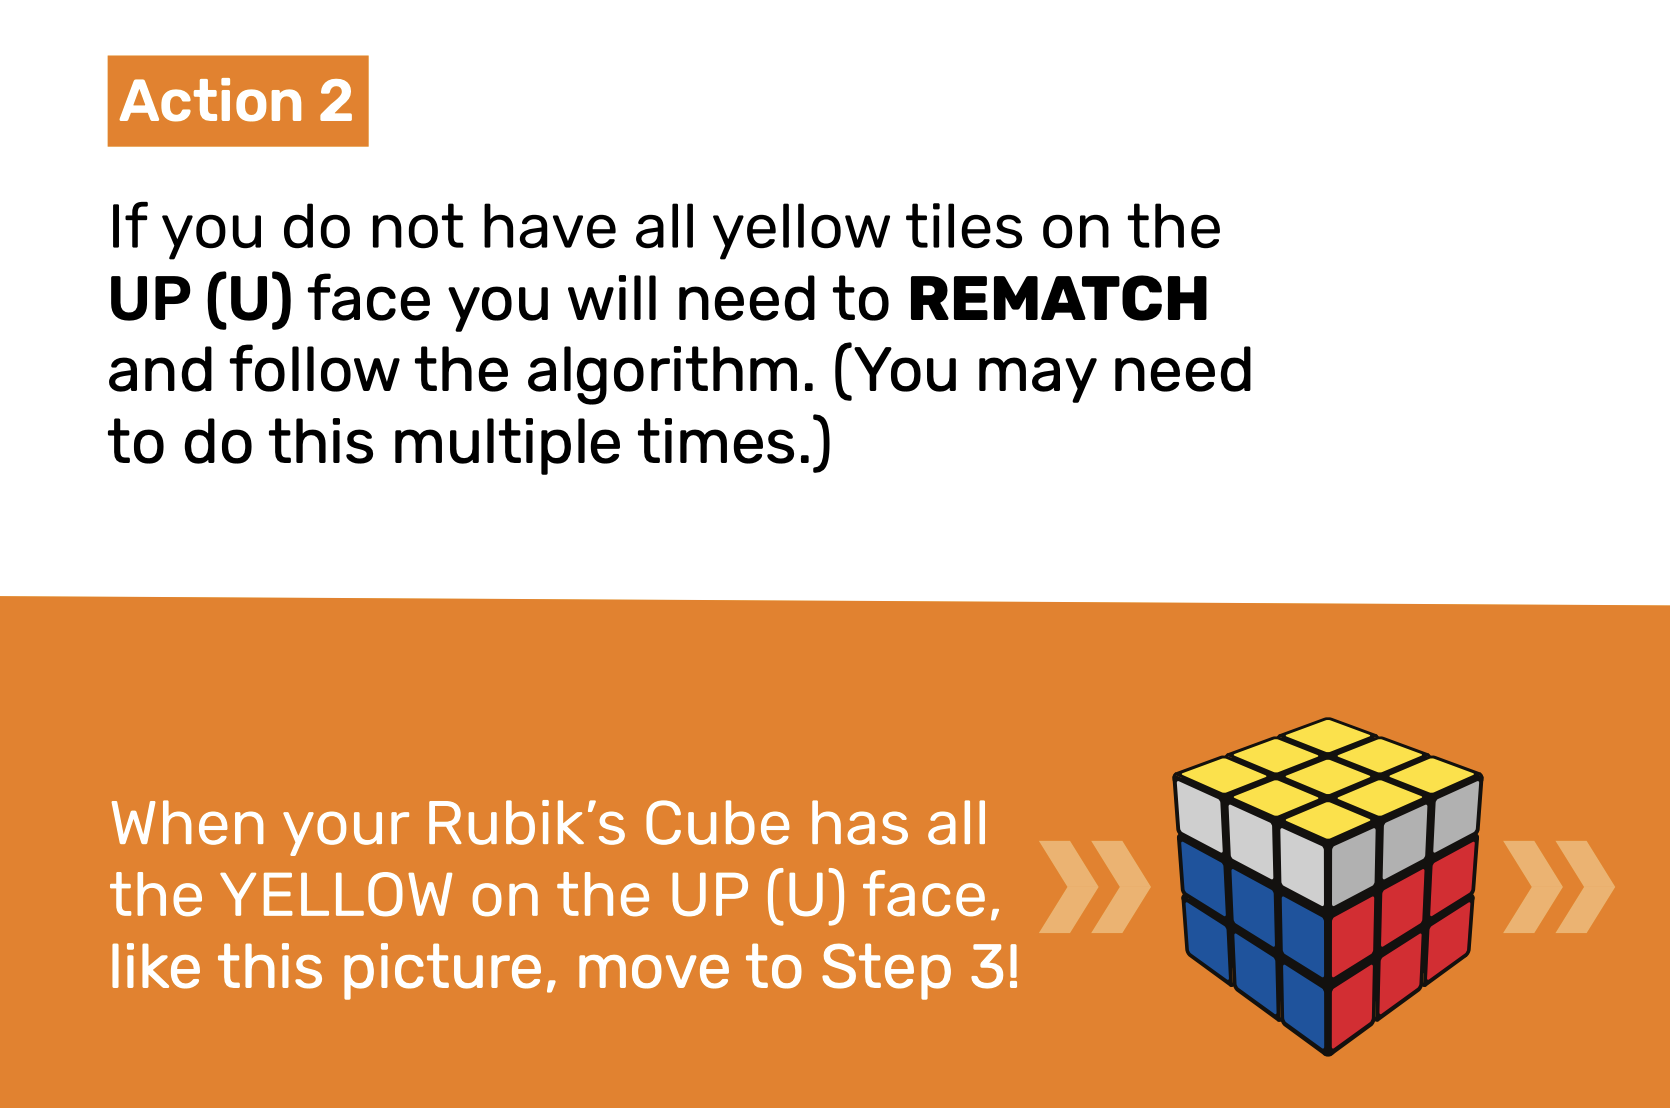 Action 2
If you do not have all yellow tiles on the
UP (U) face you will need to REMATCH
and follow the algorithm. (You may need
to do this multiple times.)
When your Rubik’s Cube has all
the YELLOW on the UP (U) face,
like this picture, move to Step 3!